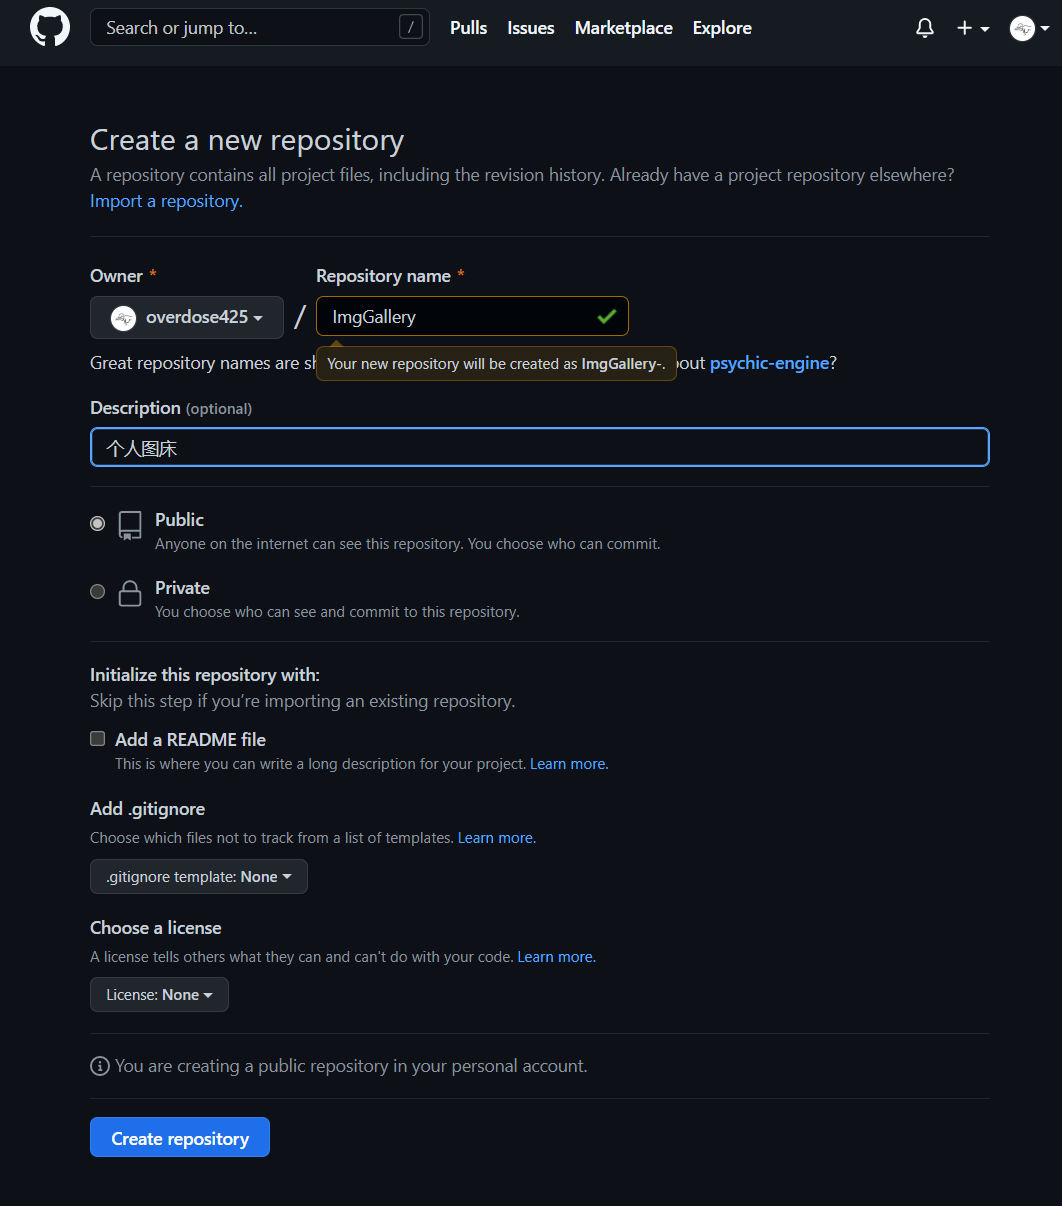 Search or jump to... / Pulls Issues Marketplace Explore
Create a new repository
A repository contains all project files, including the revision history. Already have a project repository elsewhere?
Import a repository.
Owner * Repository name *
overdose425 / ImgGallery
Great repository names are sh
Your new repository will be created as ImgGallery-.
out psychic-engine?
Description (optional)
个人图床
Public
Anyone on the internet can see this repository. You choose who can commit.
Private
You choose who can see and commit to this repository.
Initialize this repository with:
Skip this step if you’re importing an existing repository.
Add a README file
This is where you can write a long description for your project. Learn more.
Add .gitignore
Choose which files not to track from a list of templates. Learn more.
.gitignore template: None
Choose a license
A license tells others what they can and can't do with your code. Learn more.
License: None
You are creating a public repository in your personal account.
Create repository